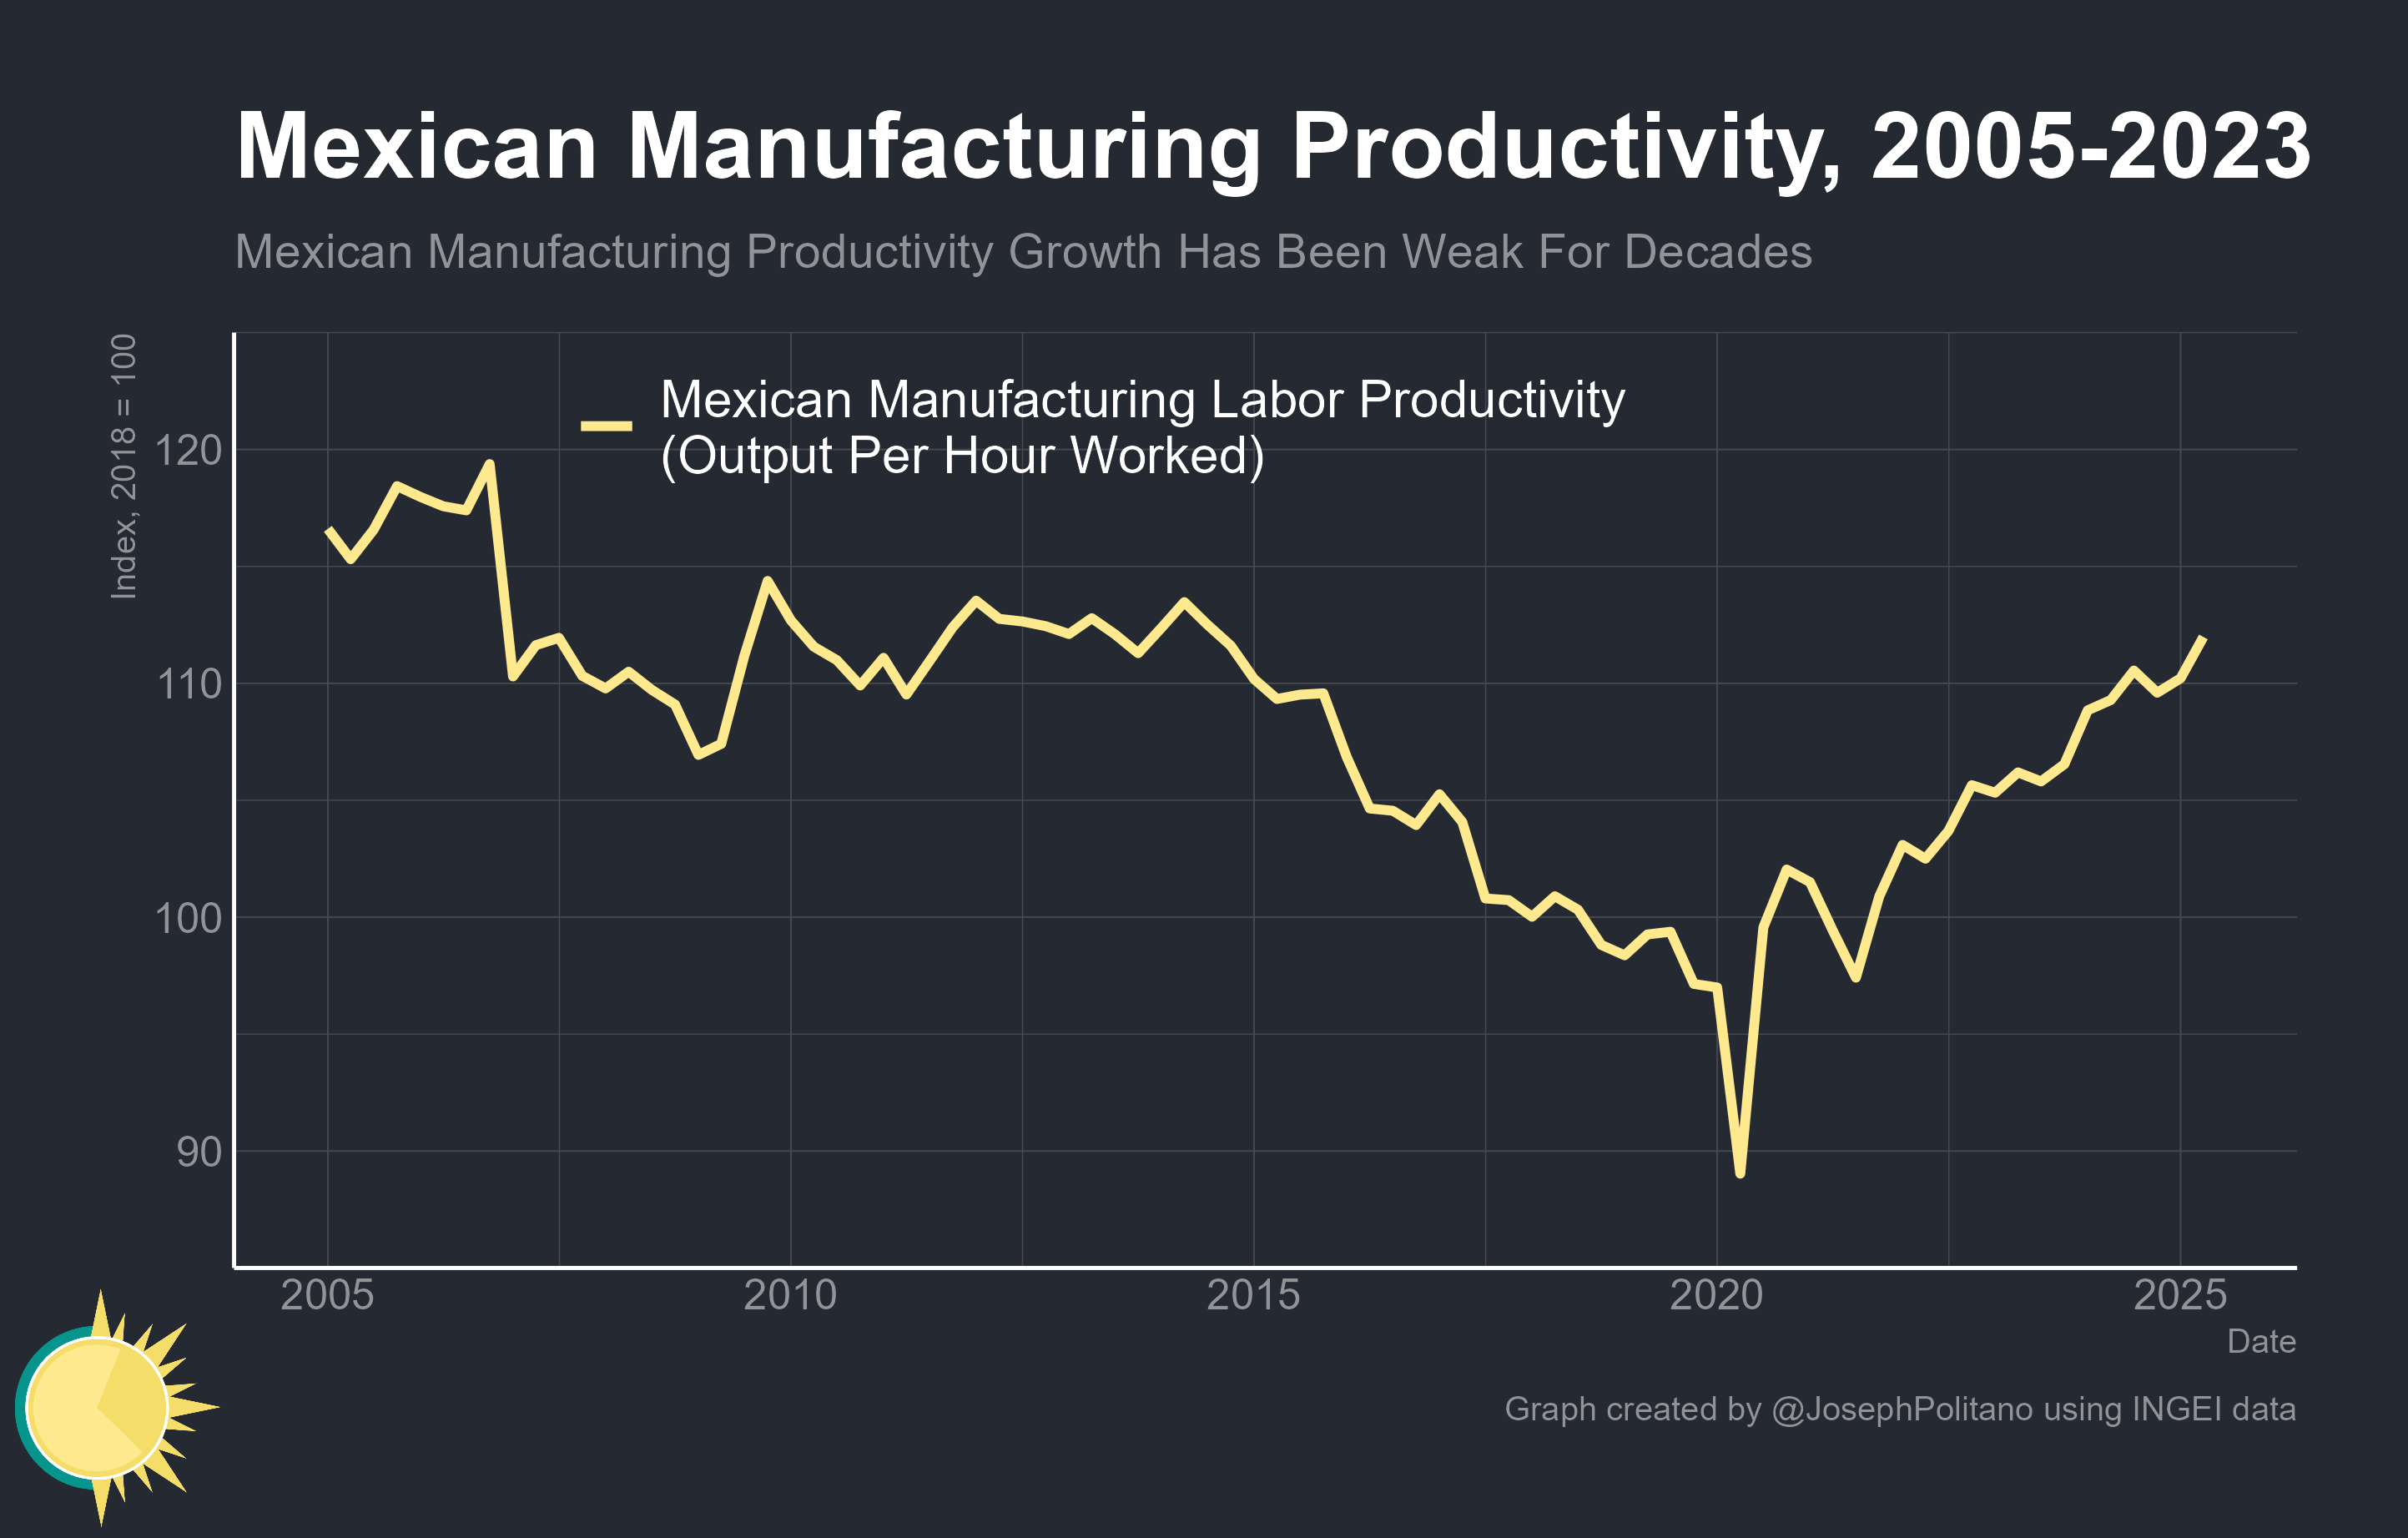 Mexican Manufacturing Productivity, 2005-2023
Mexican Manufacturing Productivity Growth Has Been Weak For Decades
Index, 2018 = 100
Mexican Manufacturing Labor Productivity
(Output Per Hour Worked)
120
110
100
90
2005
2010
2015
2020
2025
Date
Graph created by @JosephPolitano using INGEI data